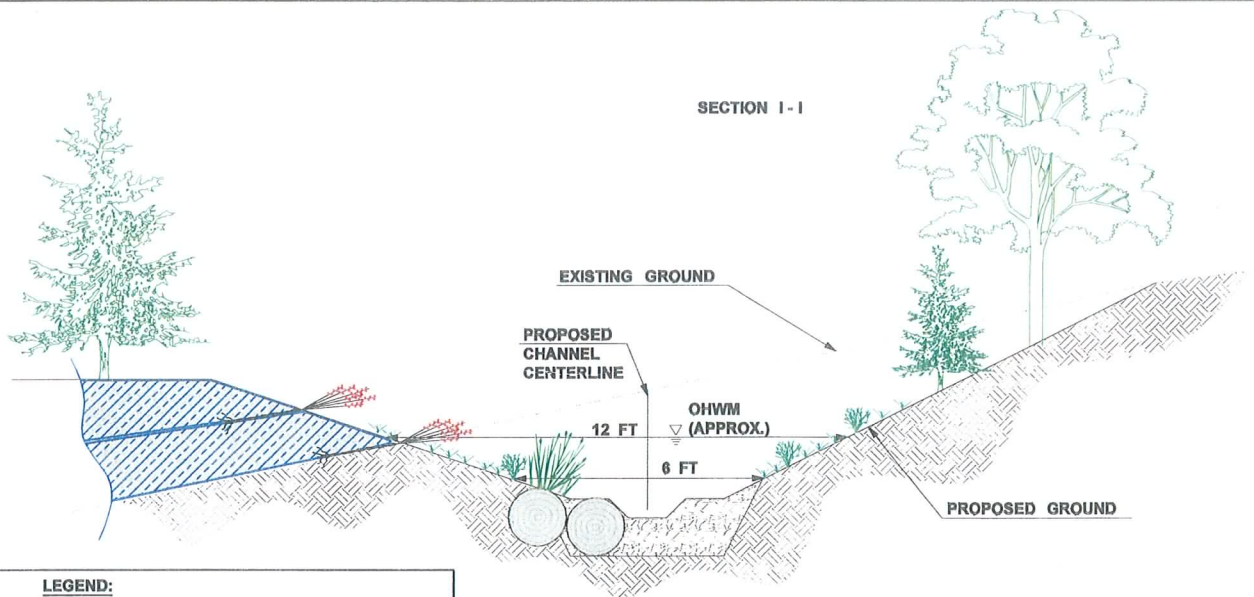 SECTION I - I
EXISTING GROUND
PROPOSED
CHANNEL
CENTERLINE
OHWM
(APPROX.)
12 FT
6 FT
PROPOSED GROUND
LEGEND: